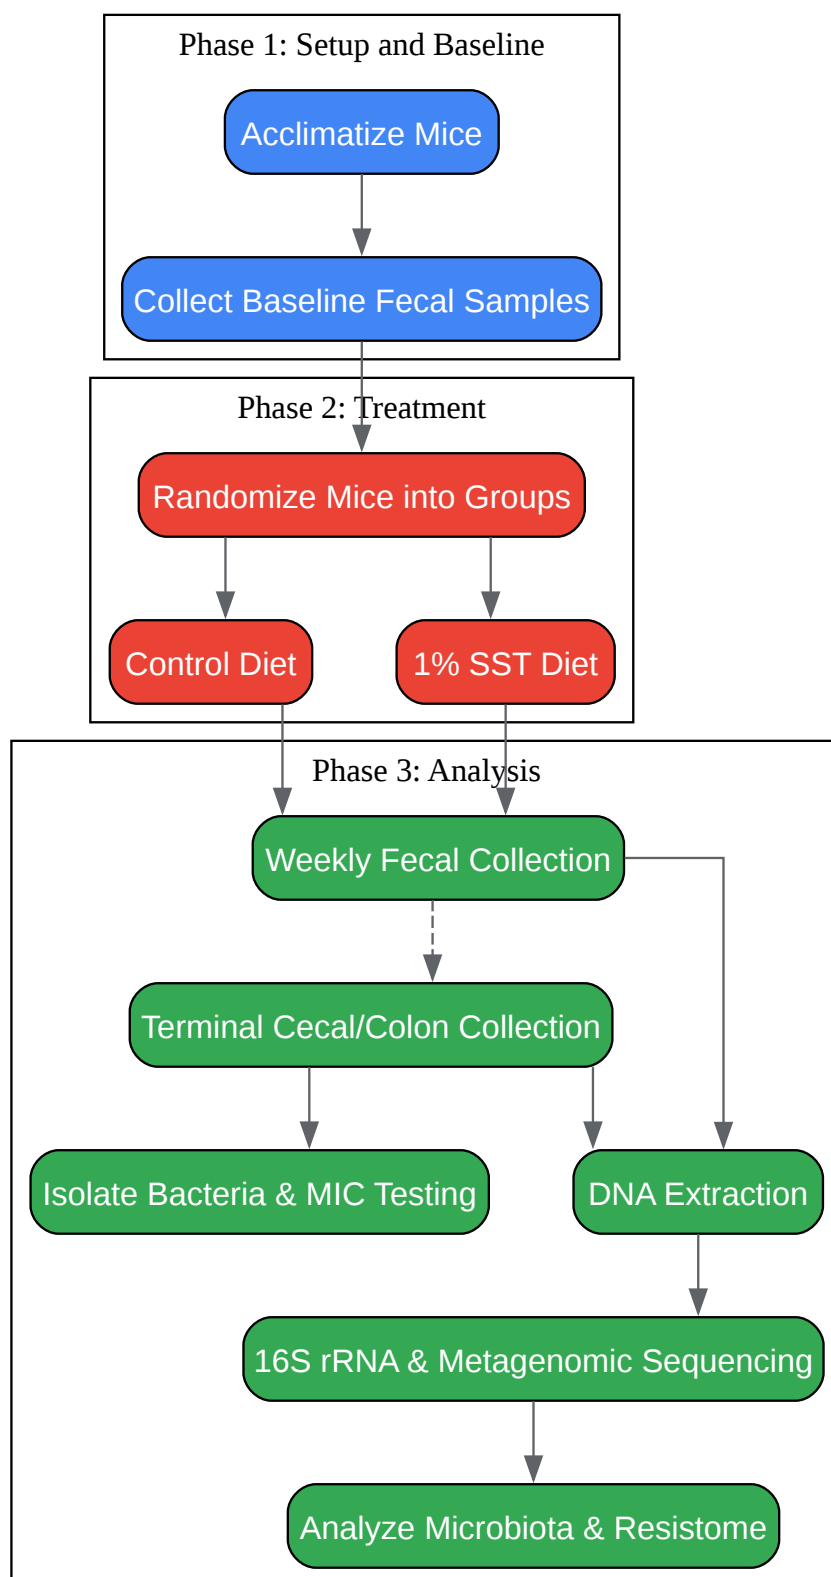 Phase 1: Setup and Baseline
Acclimatize Mice
Collect Baseline Fecal Samples
Phase 2: Treatment
Randomize Mice into Groups
Control Diet
1% SST Diet
Phase 3: Analysis
Weekly Fecal Collection
Terminal Cecal/Colon Collection
Isolate Bacteria & MIC Testing
DNA Extraction
16S rRNA & Metagenomic Sequencing
Analyze Microbiota & Resistome